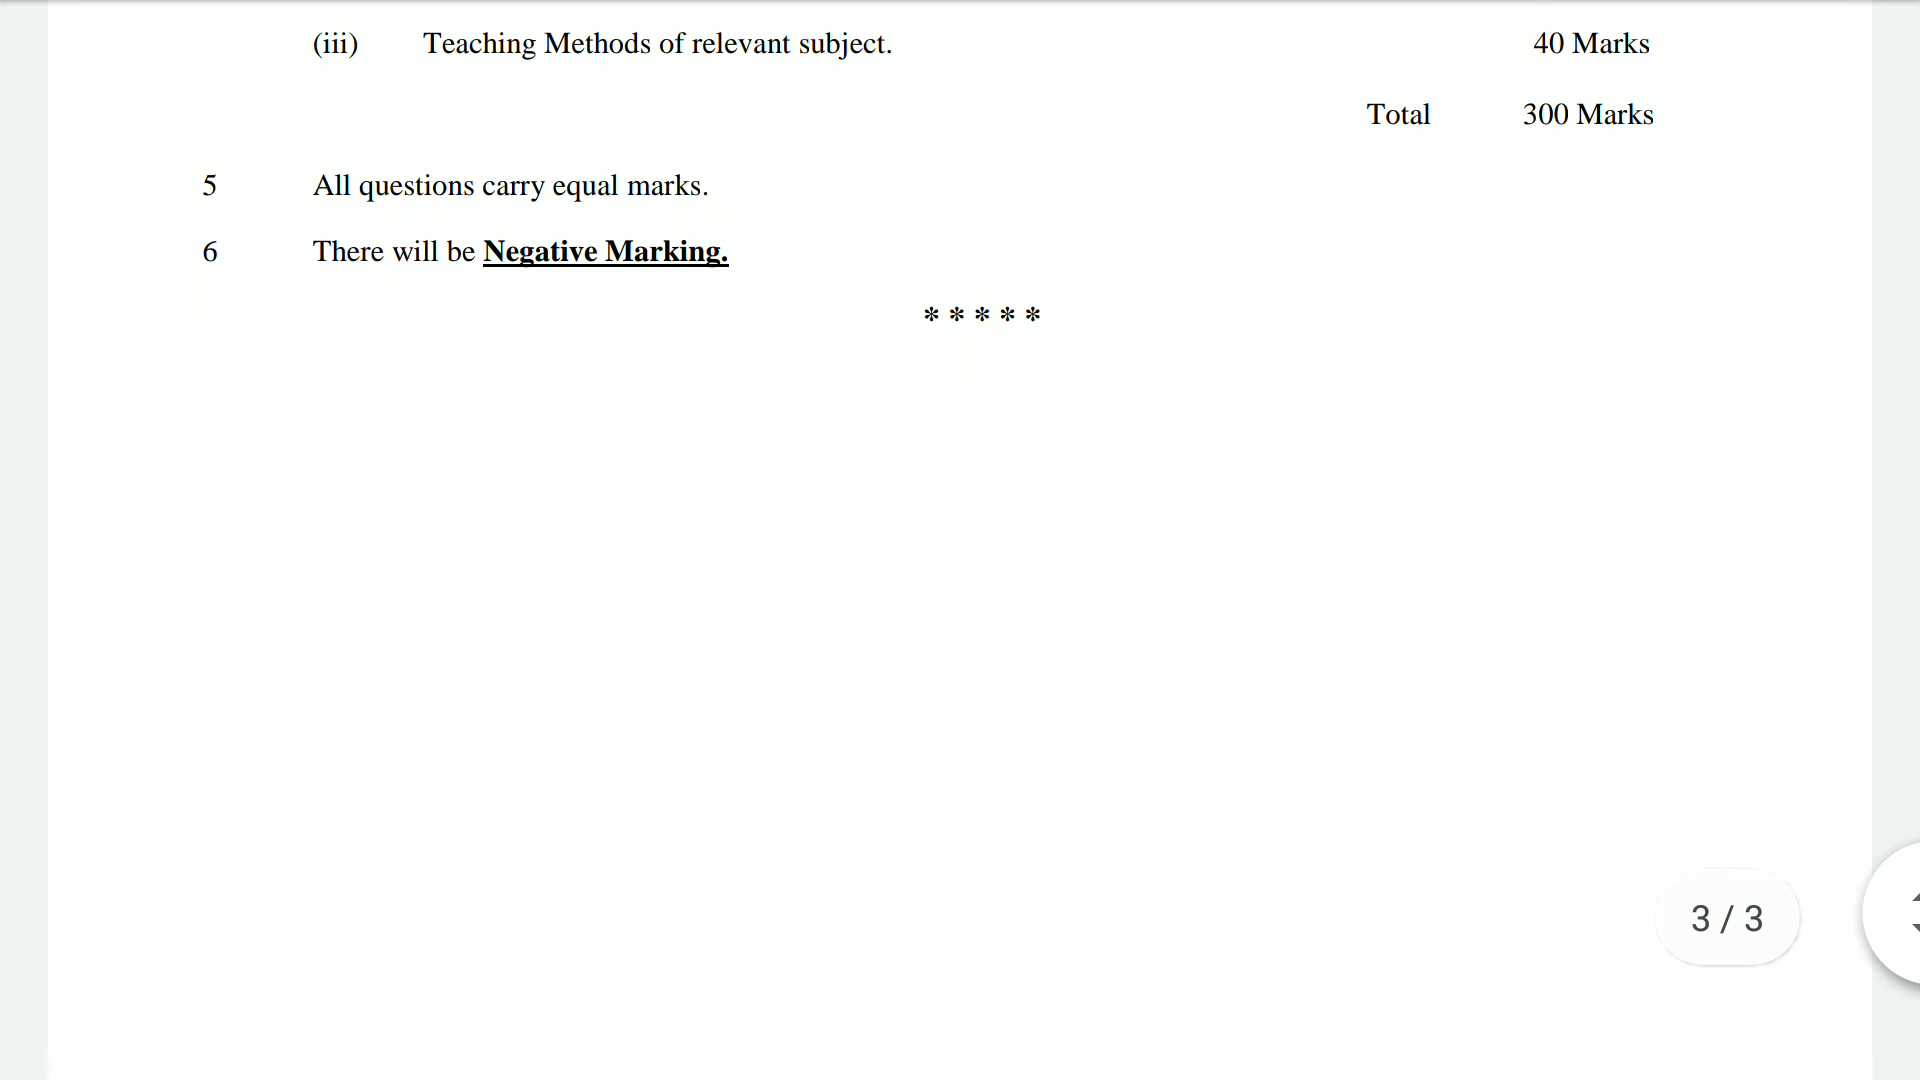 (iii) Teaching Methods of relevant subject. 40 Marks
Total 300 Marks
5 All questions carry equal marks.
6 There will be Negative Marking.
* * * * *
3 / 3